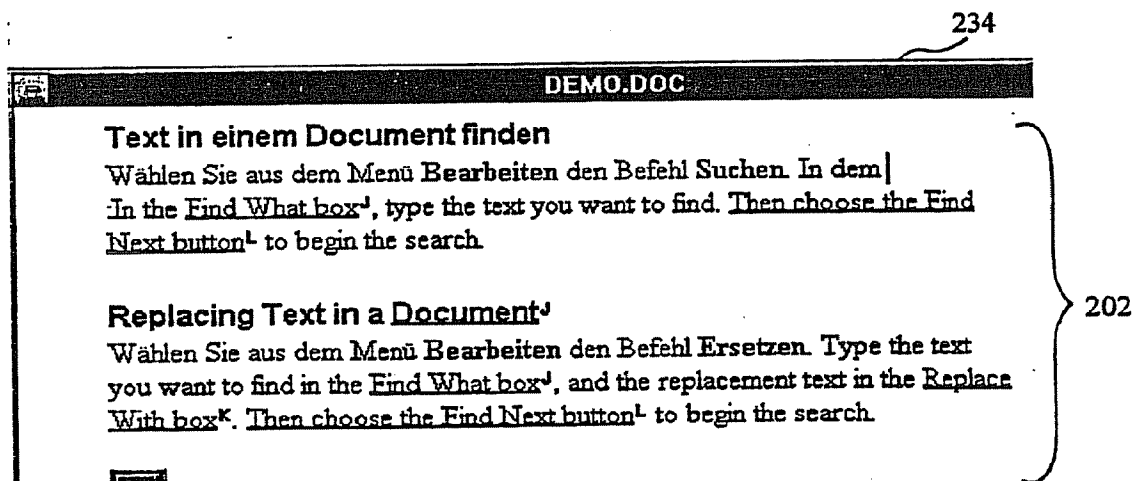 234
DEMO.DOC
Text in einem Document finden
Wählen Sie aus dem Menü Bearbeiten den Befehl Suchen. In dem
In the Find What boxᴶ, type the text you want to find. Then choose the Find
Next buttonᴸ to begin the search.
202
Replacing Text in a Documentᴶ
Wählen Sie aus dem Menü Bearbeiten den Befehl Ersetzen. Type the text
you want to find in the Find What boxᴶ, and the replacement text in the Replace
With boxᴷ. Then choose the Find Next buttonᴸ to begin the search.